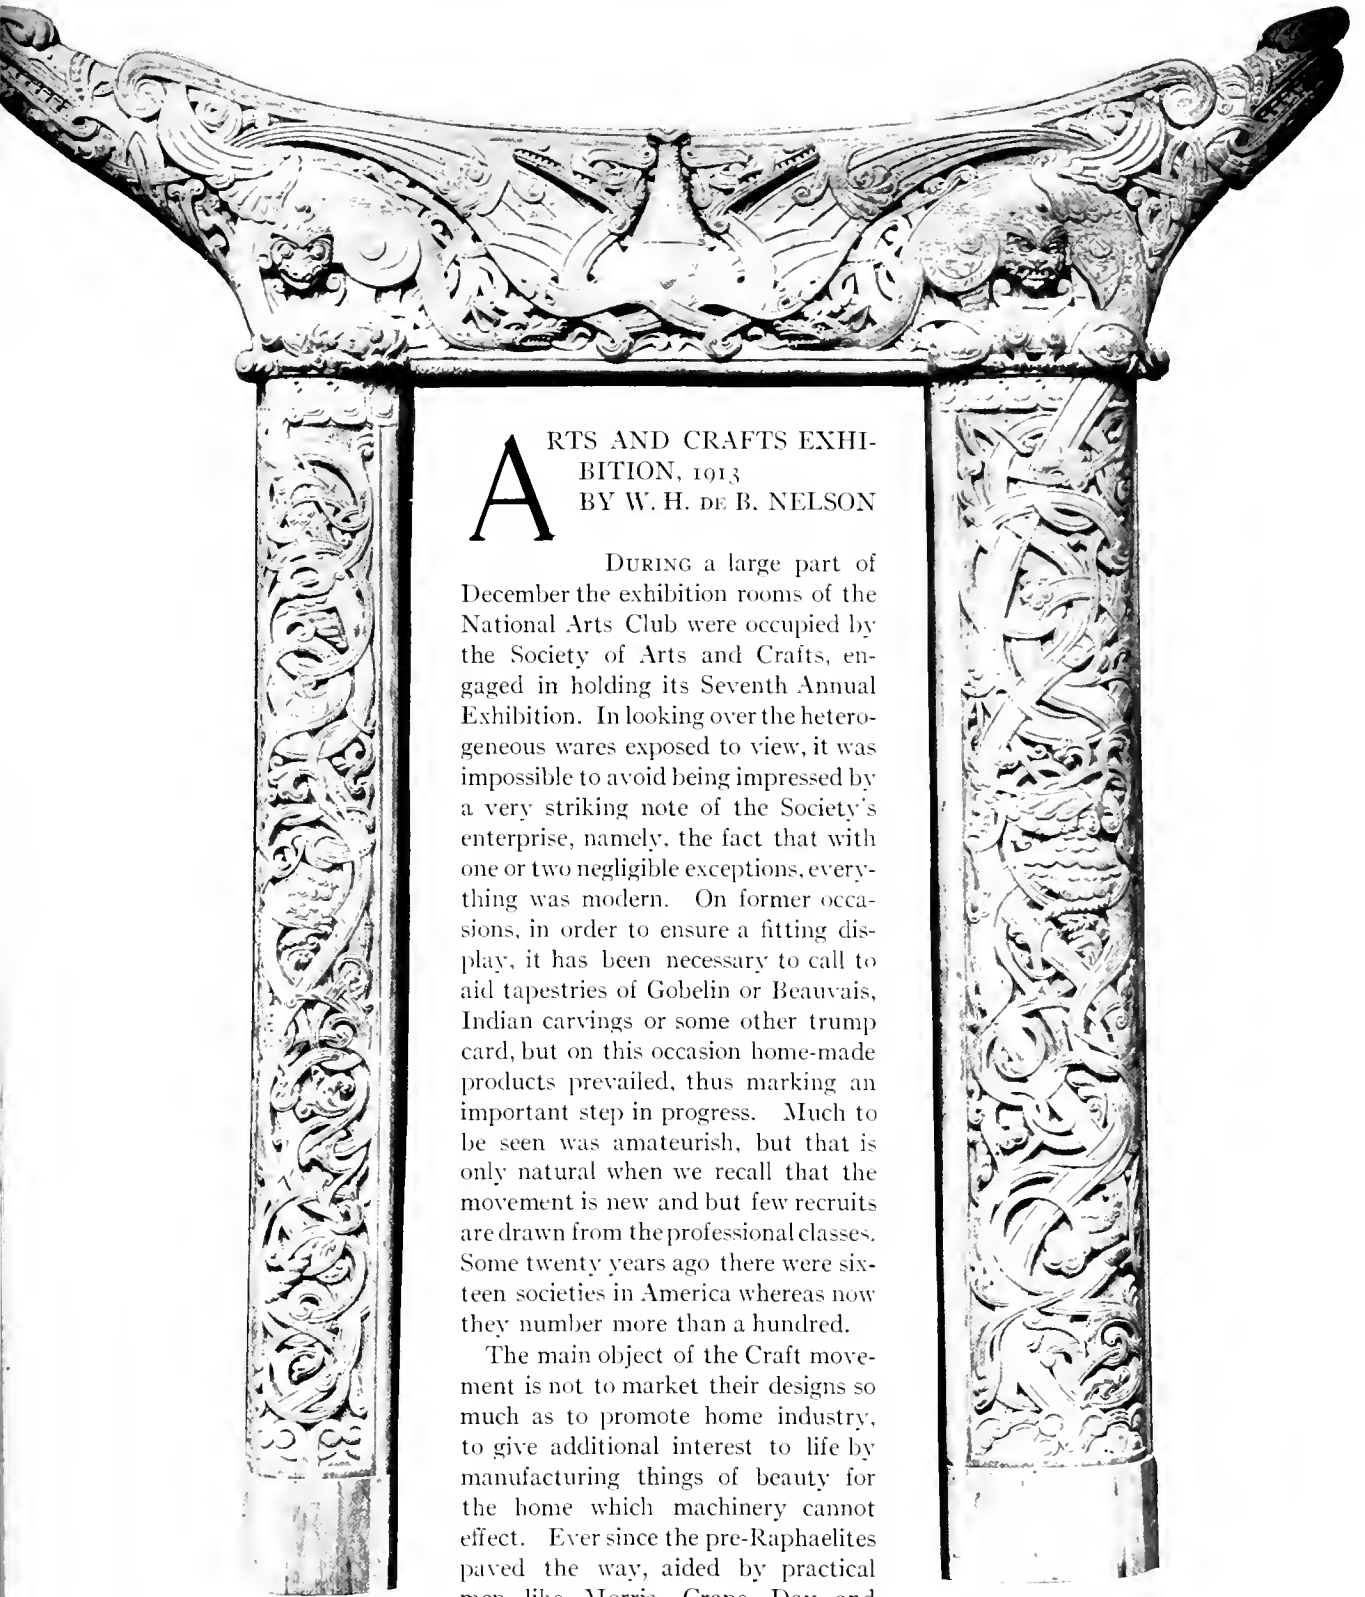 ARTS AND CRAFTS EXHI-
BITION, 1913
BY W. H. DE B. NELSON
DURING a large part of
December the exhibition rooms of the
National Arts Club were occupied by
the Society of Arts and Crafts, en-
gaged in holding its Seventh Annual
Exhibition. In looking over the hetero-
geneous wares exposed to view, it was
impossible to avoid being impressed by
a very striking note of the Society's
enterprise, namely, the fact that with
one or two negligible exceptions, every-
thing was modern. On former occa-
sions, in order to ensure a fitting dis-
play, it has been necessary to call to
aid tapestries of Gobelin or Beauvais,
Indian carvings or some other trump
card, but on this occasion home-made
products prevailed, thus marking an
important step in progress. Much to
be seen was amateurish, but that is
only natural when we recall that the
movement is new and but few recruits
are drawn from the professional classes.
Some twenty years ago there were six-
teen societies in America whereas now
they number more than a hundred.
The main object of the Craft move-
ment is not to market their designs so
much as to promote home industry,
to give additional interest to life by
manufacturing things of beauty for
the home which machinery cannot
effect. Ever since the pre-Raphaelites
paved the way, aided by practical
men like Morris, Crane, Day and